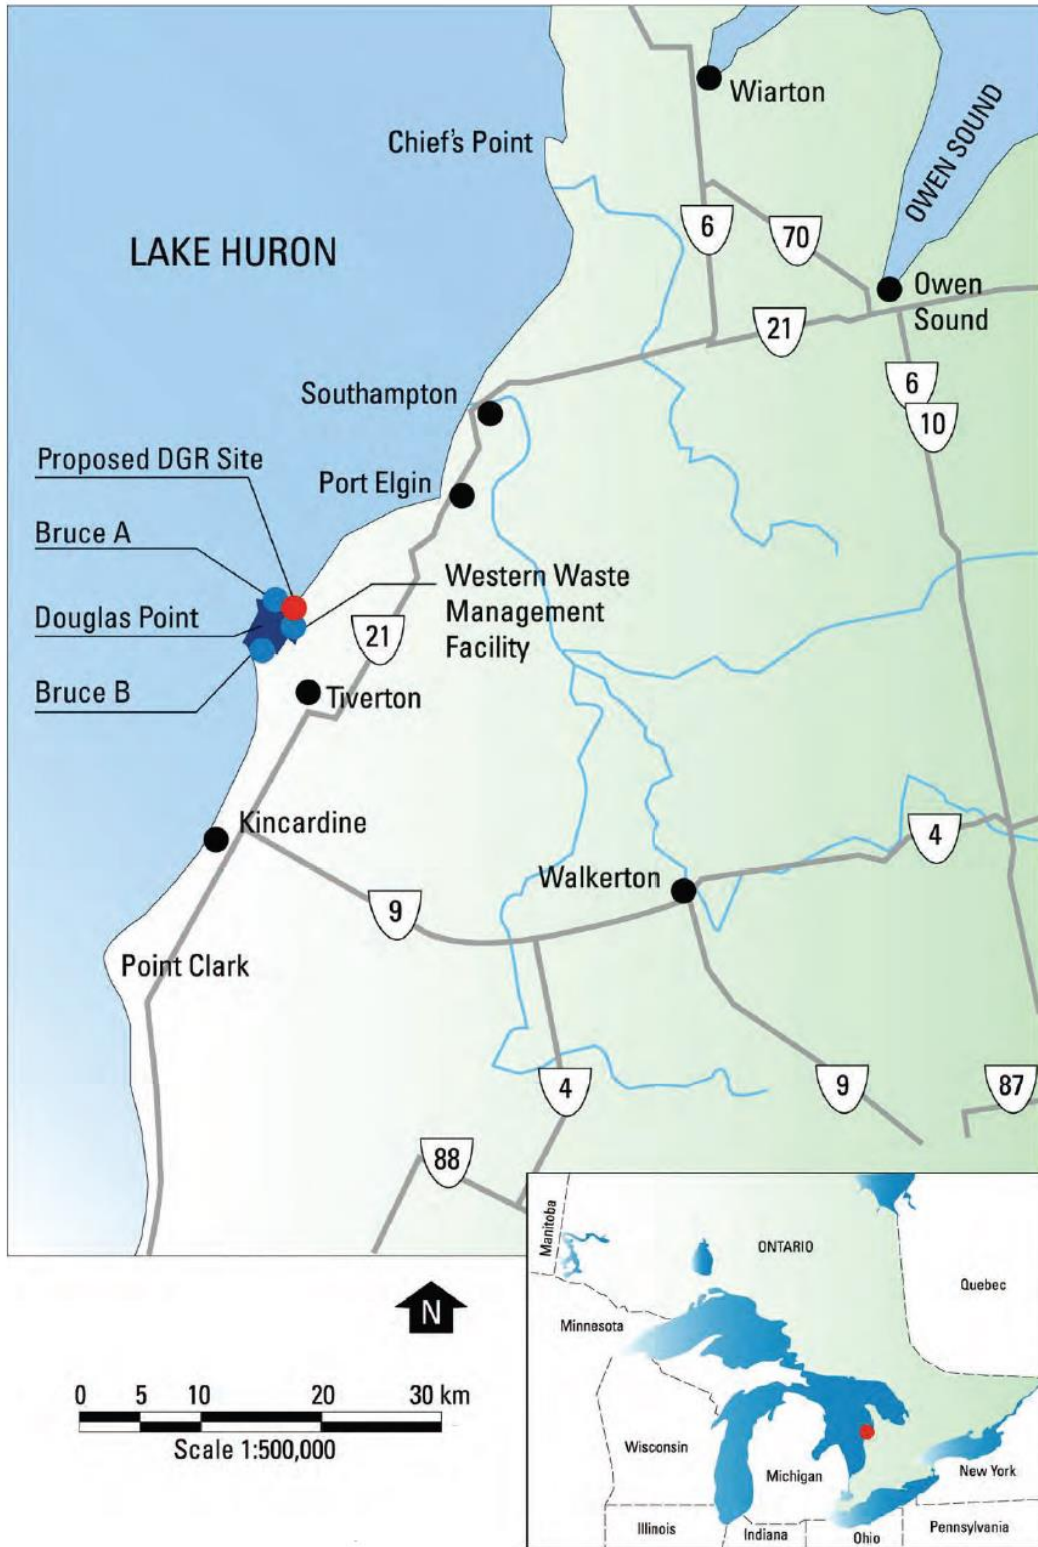 Wiarton
Chief's Point
OWEN SOUND
LAKE HURON
6
70
Owen
Sound
21
6
10
Southampton
Proposed DGR Site
Port Elgin
Bruce A
Western Waste
Management
Facility
Douglas Point
21
Bruce B
Tiverton
Kincardine
4
Walkerton
9
Point Clark
4
9
87
88
Manitoba
ONTARIO
Quebec
Minnesota
N
0 5 10 20 30 km
Scale 1:500,000
Wisconsin
Michigan
New York
Illinois
Indiana
Ohio
Pennsylvania